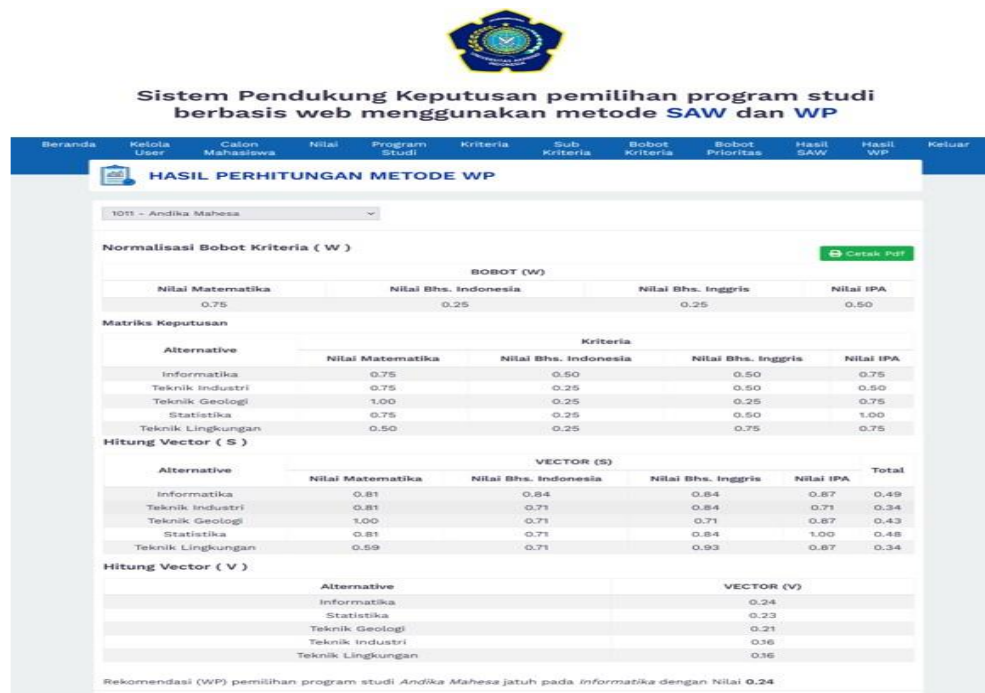 Sistem Pendukung Keputusan pemilihan program studi
berbasis web menggunakan metode SAW dan WP
Beranda Kelola User Calon Mahasiswa Nilai Program Studi Kriteria Sub Kriteria Bobot Kriteria Bobot Prioritas Hasil SAW Hasil WP Keluar
HASIL PERHITUNGAN METODE WP
1011 - Andika Mahesa
Normalisasi Bobot Kriteria ( W )
Cetak Pdf
BOBOT (W)
Nilai Matematika Nilai Bhs. Indonesia Nilai Bhs. Inggris Nilai IPA
0.75 0.25 0.25 0.50
Matriks Keputusan
Alternative Kriteria
Nilai Matematika Nilai Bhs. Indonesia Nilai Bhs. Inggris Nilai IPA
Informatika 0.75 0.50 0.50 0.75
Teknik Industri 0.75 0.25 0.50 0.50
Teknik Geologi 1.00 0.25 0.25 0.75
Statistika 0.75 0.25 0.50 1.00
Teknik Lingkungan 0.50 0.25 0.75 0.75
Hitung Vector ( S )
Alternative VECTOR (S) Total
Nilai Matematika Nilai Bhs. Indonesia Nilai Bhs. Inggris Nilai IPA
Informatika 0.81 0.84 0.84 0.87 0.49
Teknik Industri 0.81 0.71 0.84 0.71 0.34
Teknik Geologi 1.00 0.71 0.71 0.87 0.43
Statistika 0.81 0.71 0.84 1.00 0.48
Teknik Lingkungan 0.59 0.71 0.93 0.87 0.34
Hitung Vector ( V )
Alternative VECTOR (V)
Informatika 0.24
Statistika 0.23
Teknik Geologi 0.21
Teknik Industri 0.16
Teknik Lingkungan 0.16
Rekomendasi (WP) pemilihan program studi Andika Mahesa jatuh pada Informatika dengan Nilai 0.24